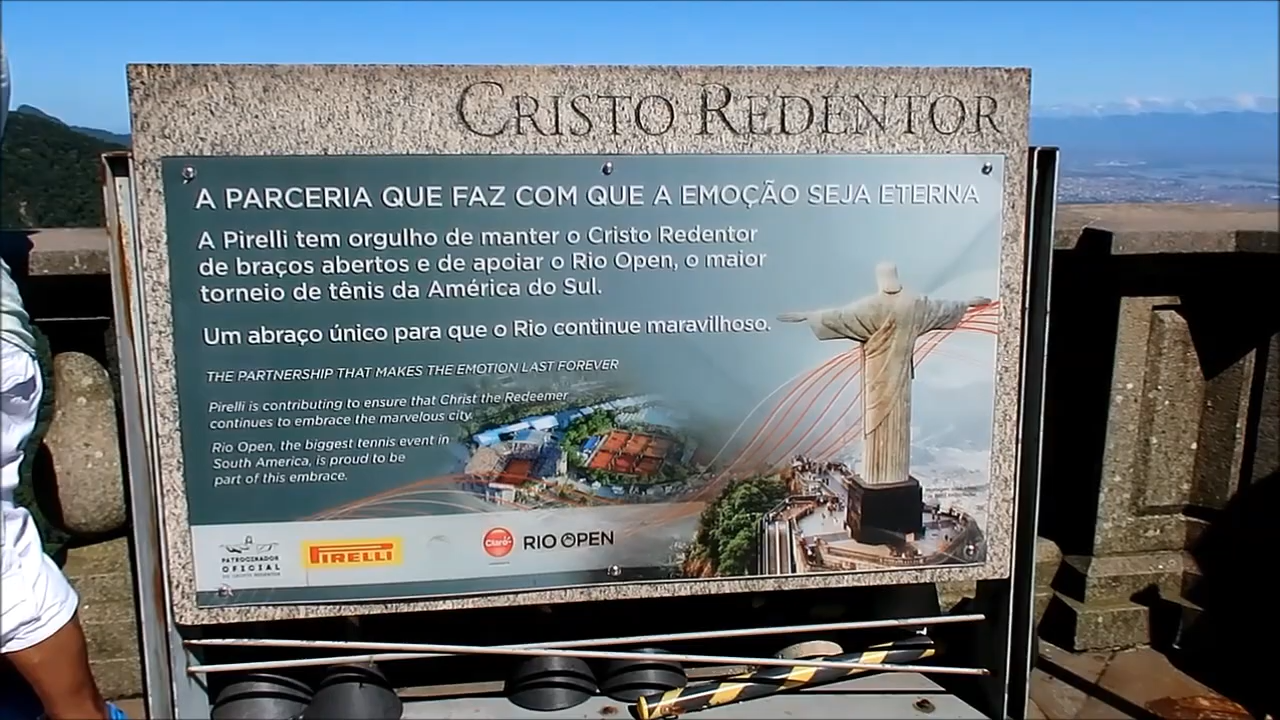 CRISTO REDENTOR
A PARCERIA QUE FAZ COM QUE A EMOÇÃO SEJA ETERNA
A Pirelli tem orgulho de manter o Cristo Redentor
de braços abertos e de apoiar o Rio Open, o maior
torneio de tênis da América do Sul.
Um abraço único para que o Rio continue maravilhoso.
THE PARTNERSHIP THAT MAKES THE EMOTION LAST FOREVER
Pirelli is contributing to ensure that Christ the Redeemer
continues to embrace the marvelous city.
Rio Open, the biggest tennis event in
South America, is proud to be
part of this embrace.
PATROCINADOR
OFICIAL
DO CRISTO REDENTOR
PIRELLI
Claro
RIO OPEN